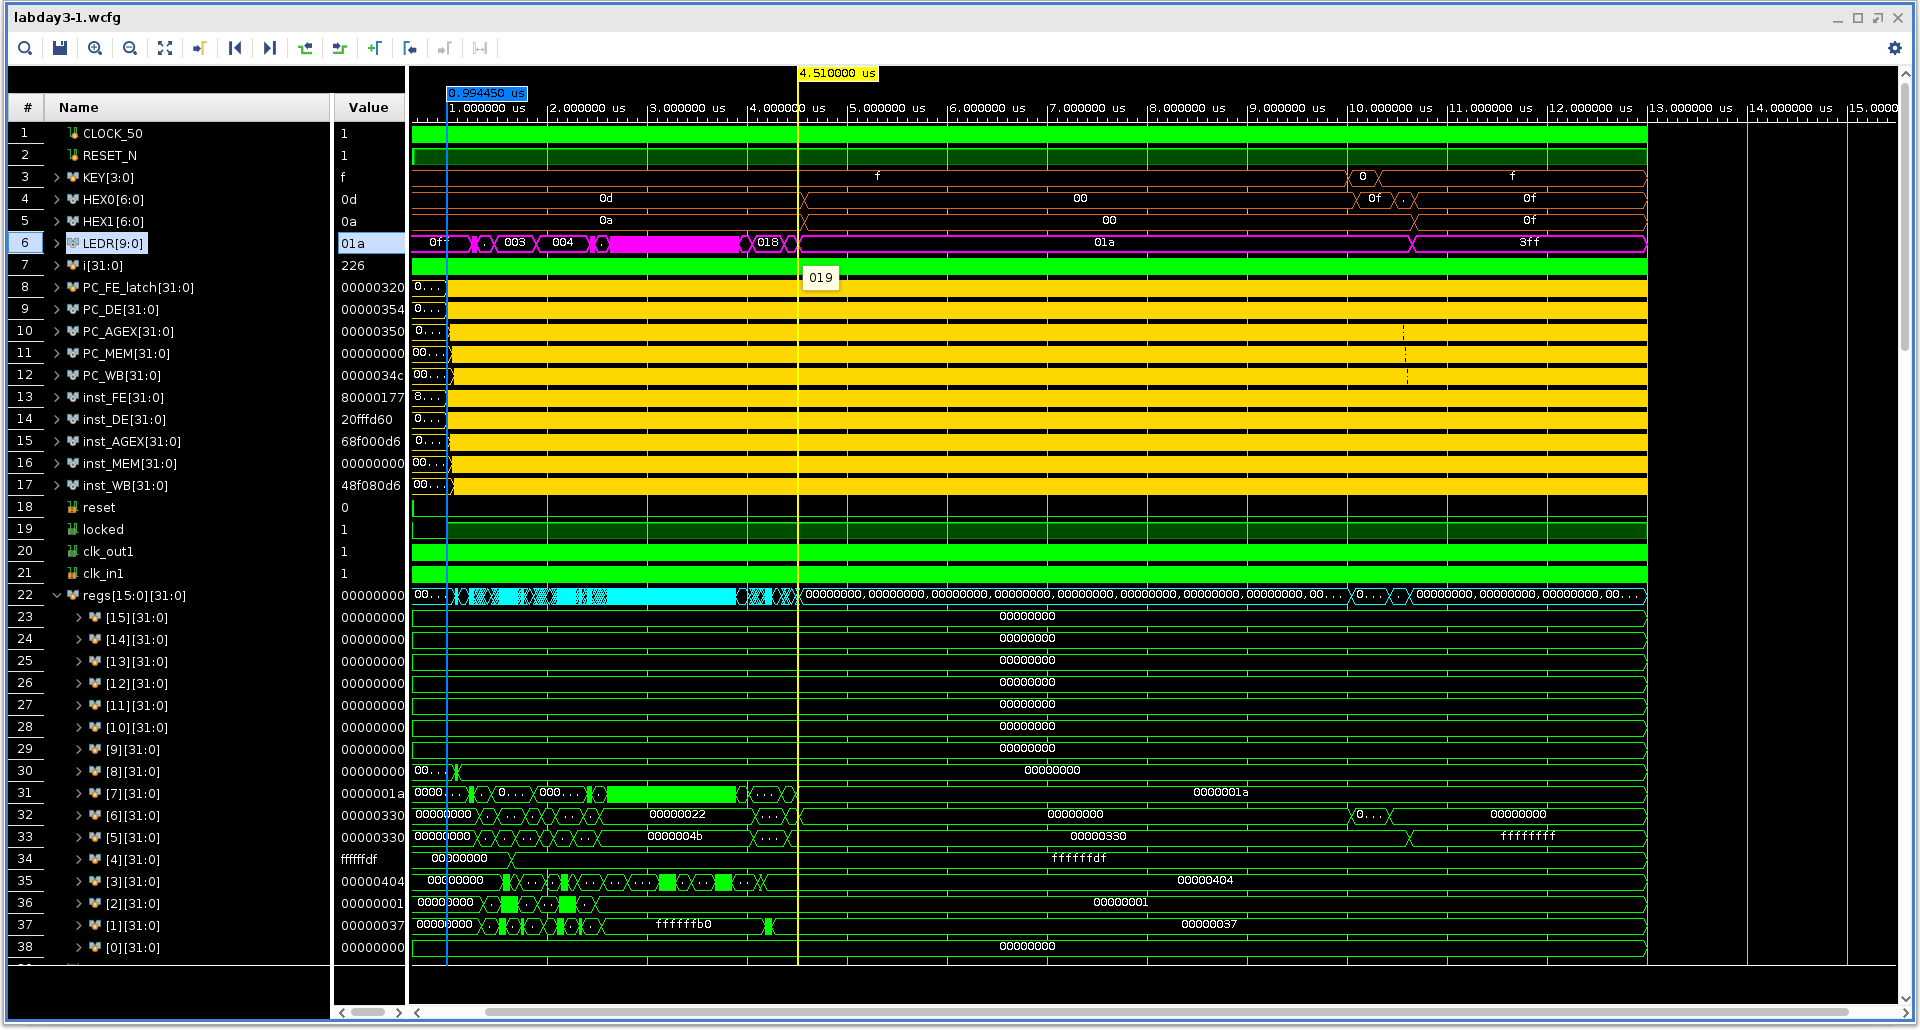 labday3-1.wcfg
4.510000 us
0.994450 us
1.000000 us 2.000000 us 3.000000 us 4.000000 us 5.000000 us 6.000000 us 7.000000 us 8.000000 us 9.000000 us 10.000000 us 11.000000 us 12.000000 us 13.000000 us 14.000000 us 15.0000
# Name Value
1 CLOCK_50 1
2 RESET_N 1
3 KEY[3:0] f f 0 f
4 HEX0[6:0] 0d 0d 00 0f . 0f
5 HEX1[6:0] 0a 0a 00 0f
6 LEDR[9:0] 01a 0ff . 003 004 . 018 01a 3ff
7 i[31:0] 226
019
8 PC_FE_latch[31:0] 00000320 0...
9 PC_DE[31:0] 00000354 0...
10 PC_AGEX[31:0] 00000350 0...
11 PC_MEM[31:0] 00000000 00...
12 PC_WB[31:0] 0000034c 00...
13 inst_FE[31:0] 80000177 8...
14 inst_DE[31:0] 20fffd60 0...
15 inst_AGEX[31:0] 68f000d6 0...
16 inst_MEM[31:0] 00000000 00...
17 inst_WB[31:0] 48f080d6 00...
18 reset 0
19 locked 1
20 clk_out1 1
21 clk_in1 1
22 regs[15:0][31:0] 00000000 00... 00000000,00000000,00000000,00000000,00000000,00000000,00000000,00000000,00... 0... . 00000000,00000000,00000000,00...
23 [15][31:0] 00000000 00000000
24 [14][31:0] 00000000 00000000
25 [13][31:0] 00000000 00000000
26 [12][31:0] 00000000 00000000
27 [11][31:0] 00000000 00000000
28 [10][31:0] 00000000 00000000
29 [9][31:0] 00000000 00000000
30 [8][31:0] 00000000 00... 00000000
31 [7][31:0] 0000001a 0000... . 0... 000... . ... 0000001a
32 [6][31:0] 00000330 00000000 . .. . . .. . 00000022 ... . 00000000 0... 00000000
33 [5][31:0] 00000330 00000000 . . .. . .. . 0000004b ... . 00000330 ffffffff
34 [4][31:0] ffffffdf 00000000 ffffffdf
35 [3][31:0] 00000404 00000000 .. . .. .. ... . .. .. 00000404
36 [2][31:0] 00000001 00000000 . . .. . 00000001
37 [1][31:0] 00000037 00000000 . . .. . . . ffffffb0 00000037
38 [0][31:0] 00000000 00000000